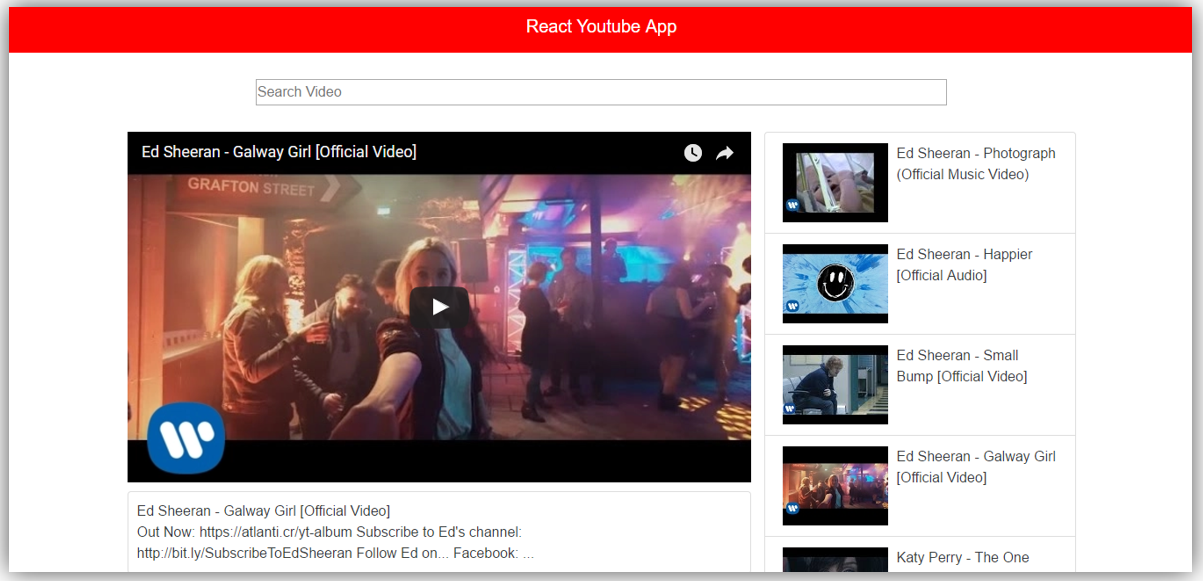 React Youtube App
Search Video
Ed Sheeran - Galway Girl [Official Video]
GRAFTON STREET
Ed Sheeran - Galway Girl [Official Video]
Out Now: https://atlanti.cr/yt-album Subscribe to Ed's channel:
http://bit.ly/SubscribeToEdSheeran Follow Ed on... Facebook: ...
Ed Sheeran - Photograph
(Official Music Video)
Ed Sheeran - Happier
[Official Audio]
Ed Sheeran - Small
Bump [Official Video]
Ed Sheeran - Galway Girl
[Official Video]
Katy Perry - The One